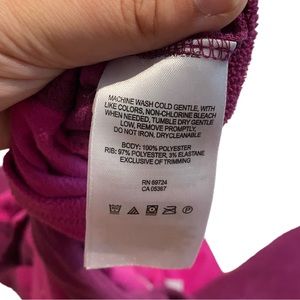 MACHINE WASH COLD GENTLE, WITH
LIKE COLORS, NON-CHLORINE BLEACH
WHEN NEEDED, TUMBLE DRY GENTLE
LOW, REMOVE PROMPTLY,
DO NOT IRON, DRYCLEANABLE
BODY: 100% POLYESTER
RIB: 97% POLYESTER, 3% ELASTANE
EXCLUSIVE OF TRIMMING
RN 69724
CA 05367